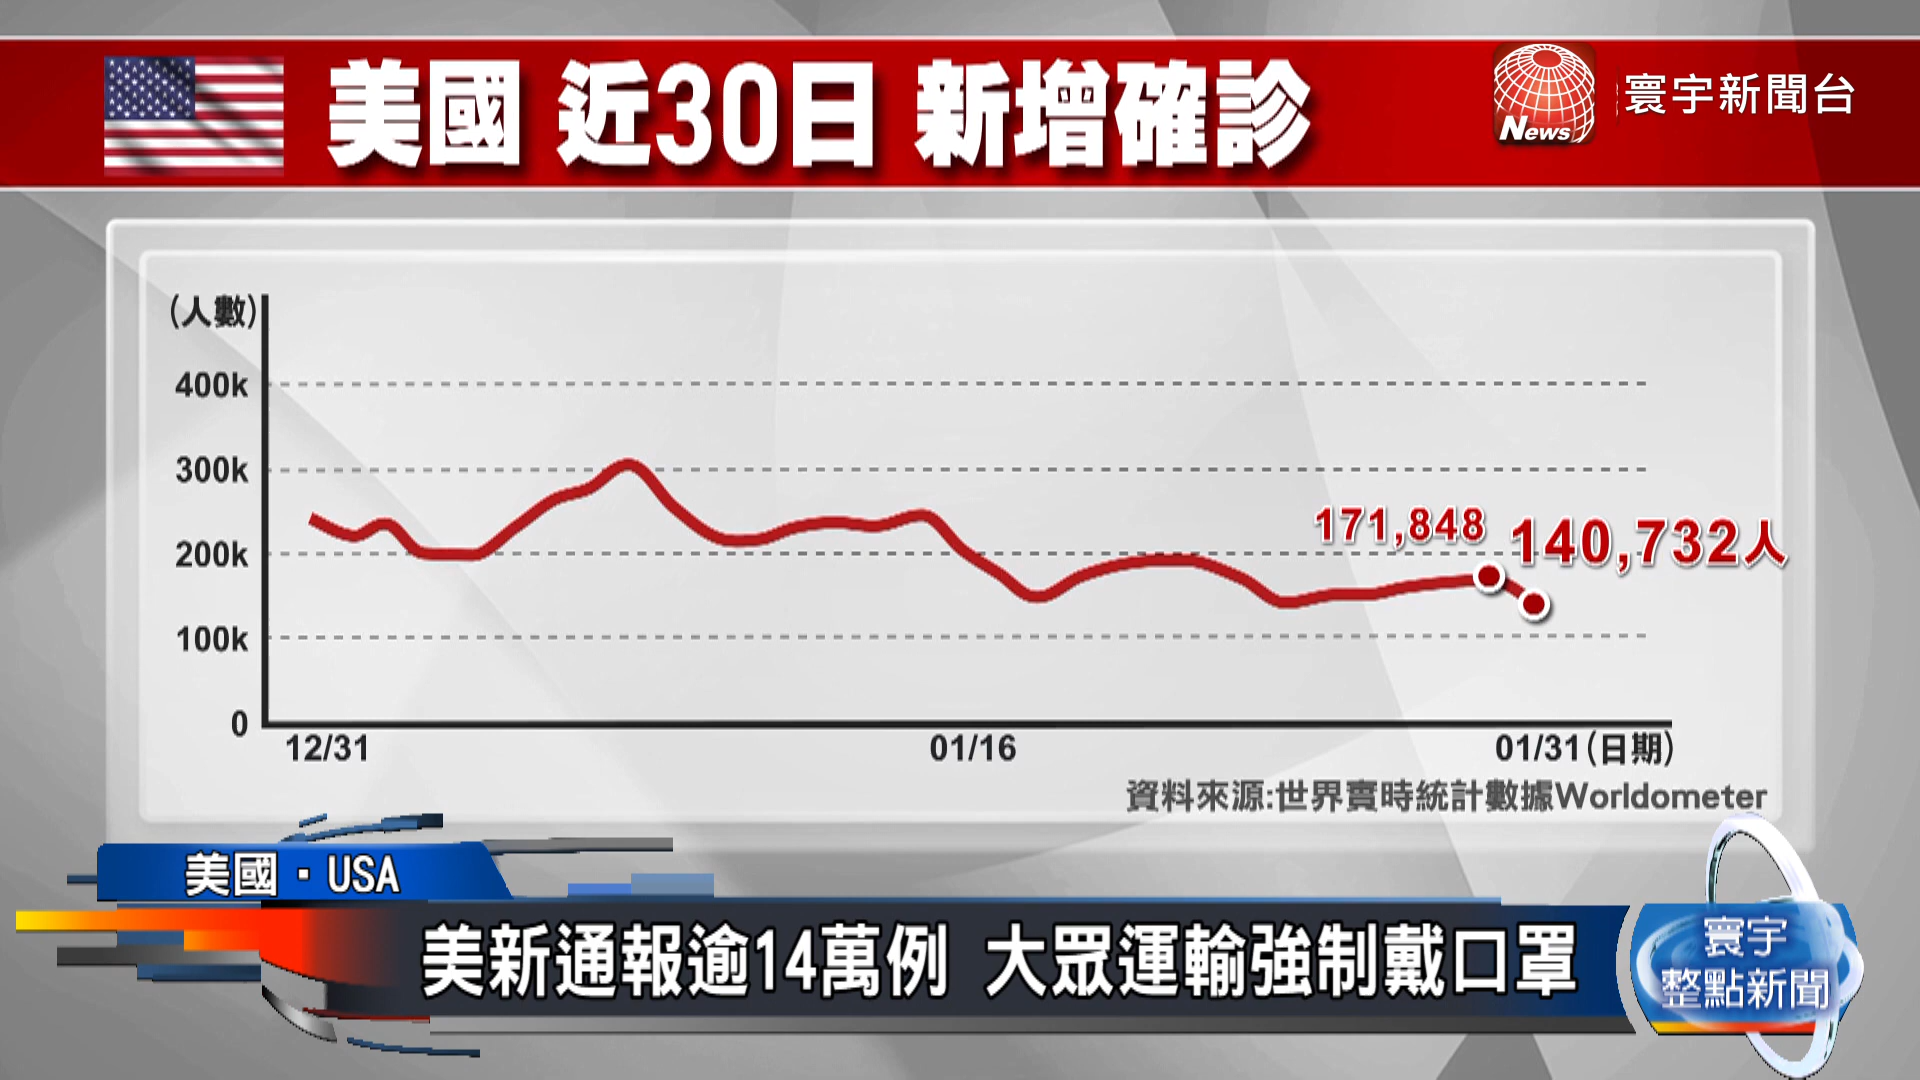 美國 近30日 新增確診
News 寰宇新聞台
(人數)
400k
300k
200k
100k
0
171,848
140,732人
12/31
01/16
01/31(日期)
資料來源:世界實時統計數據Worldometer
美國·USA
美新通報逾14萬例 大眾運輸強制戴口罩
寰宇
整點新聞